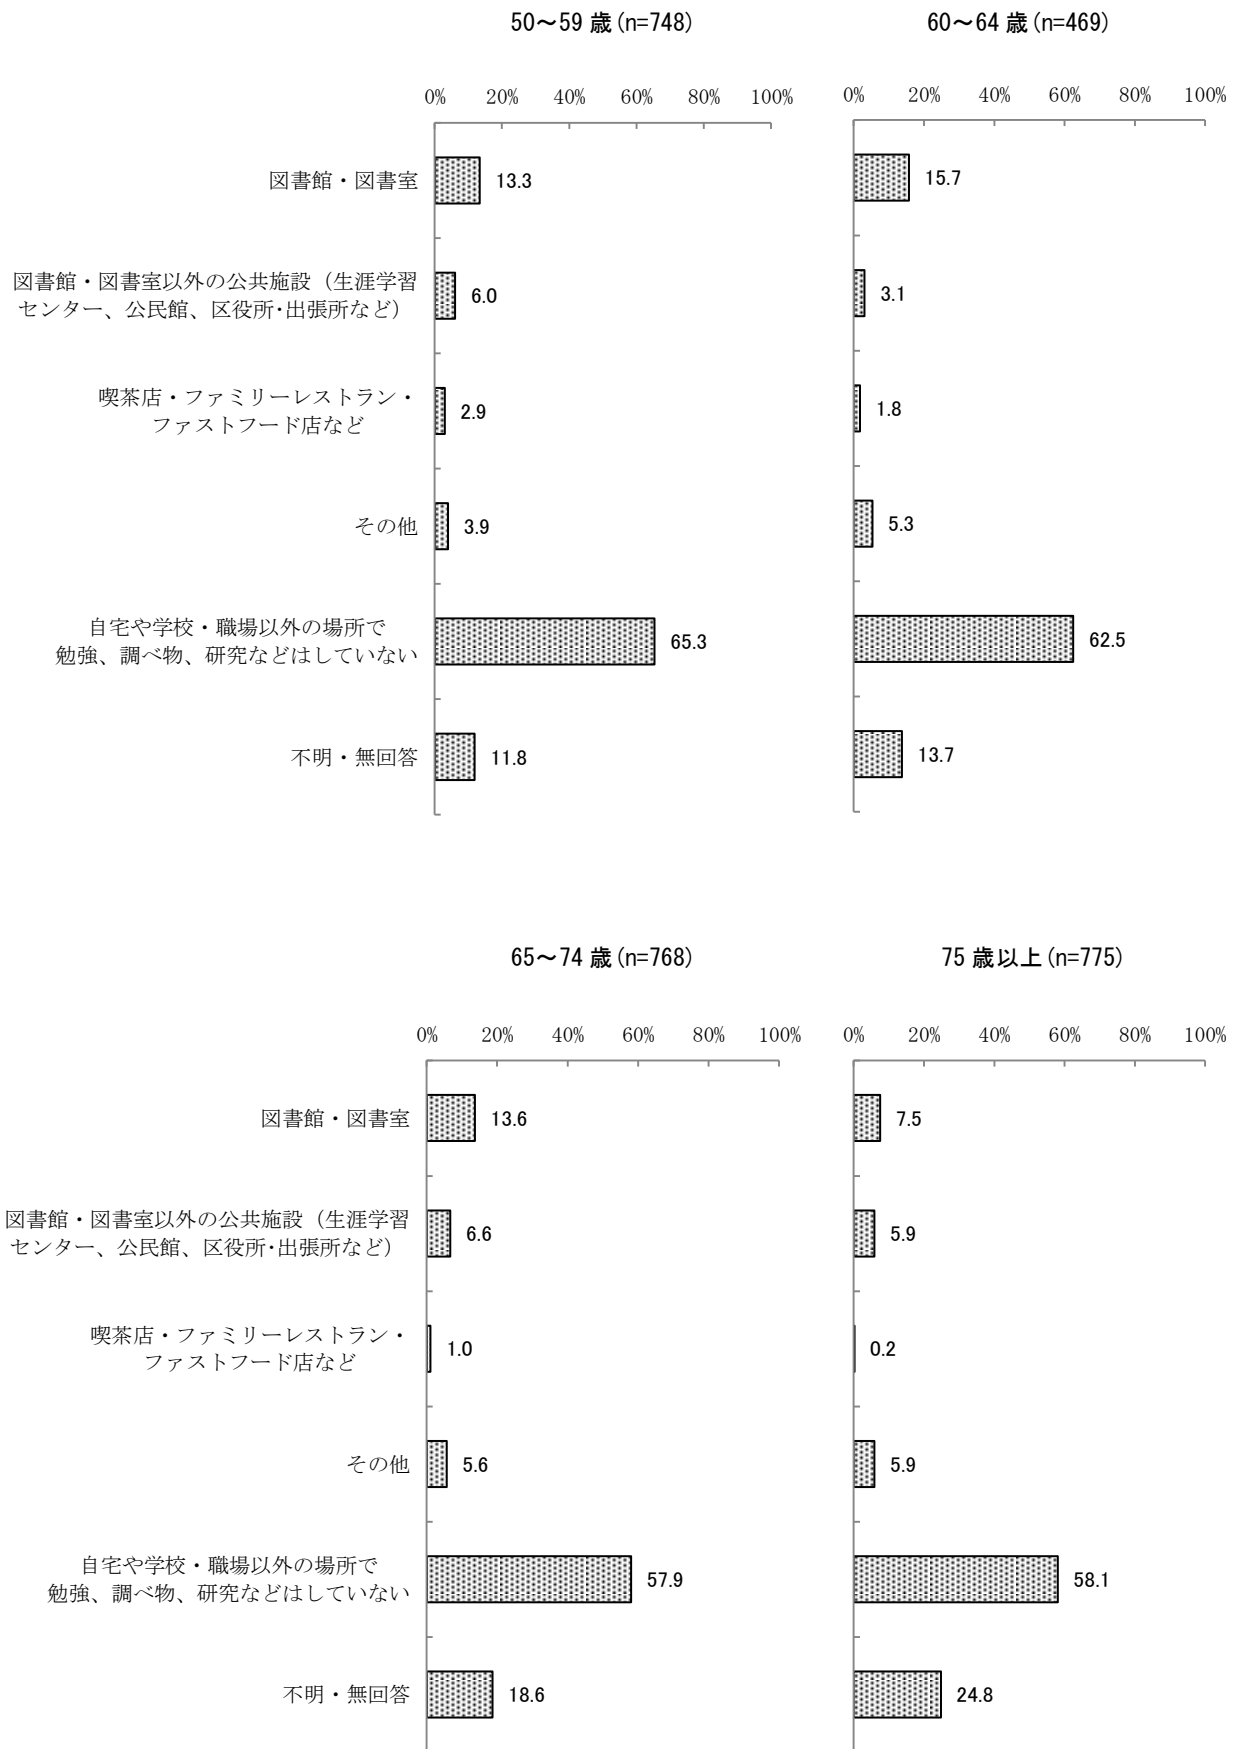 50～59 歳(n=748)
60～64 歳(n=469)
0% 20% 40% 60% 80% 100%
0% 20% 40% 60% 80% 100%
図書館・図書室 13.3 15.7
図書館・図書室以外の公共施設（生涯学習
センター、公民館、区役所･出張所など）
6.0 3.1
喫茶店・ファミリーレストラン・
ファストフード店など
2.9 1.8
その他 3.9 5.3
自宅や学校・職場以外の場所で
勉強、調べ物、研究などはしていない
65.3 62.5
不明・無回答 11.8 13.7
65～74 歳(n=768)
75 歳以上(n=775)
0% 20% 40% 60% 80% 100%
0% 20% 40% 60% 80% 100%
図書館・図書室 13.6 7.5
図書館・図書室以外の公共施設（生涯学習
センター、公民館、区役所･出張所など）
6.6 5.9
喫茶店・ファミリーレストラン・
ファストフード店など
1.0 0.2
その他 5.6 5.9
自宅や学校・職場以外の場所で
勉強、調べ物、研究などはしていない
57.9 58.1
不明・無回答 18.6 24.8